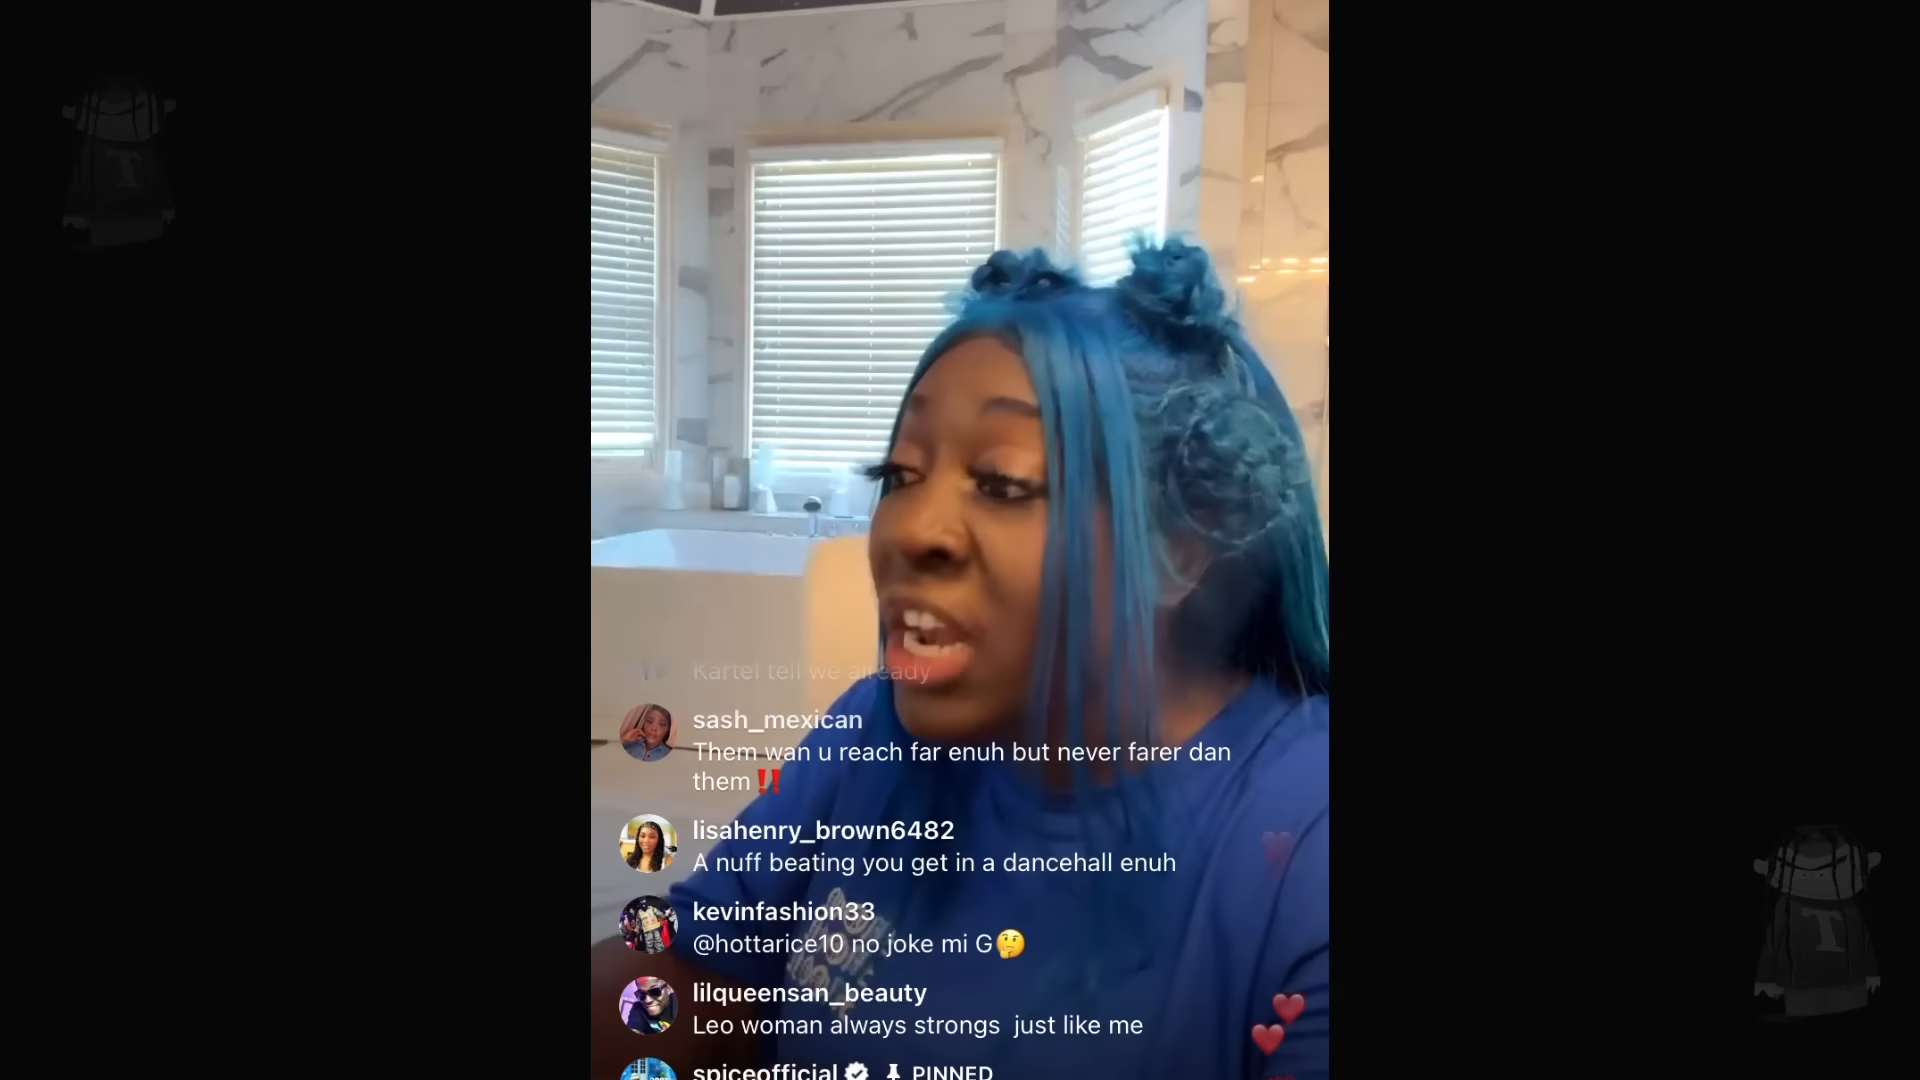 Kartel tell we already
sash_mexican
Them wan u reach far enuh but never farer dan
them‼️
lisahenry_brown6482
A nuff beating you get in a dancehall enuh
kevinfashion33
@hottarice10 no joke mi G🤔
lilqueensan_beauty
Leo woman always strongs just like me
spiceofficial PINNED
T
T